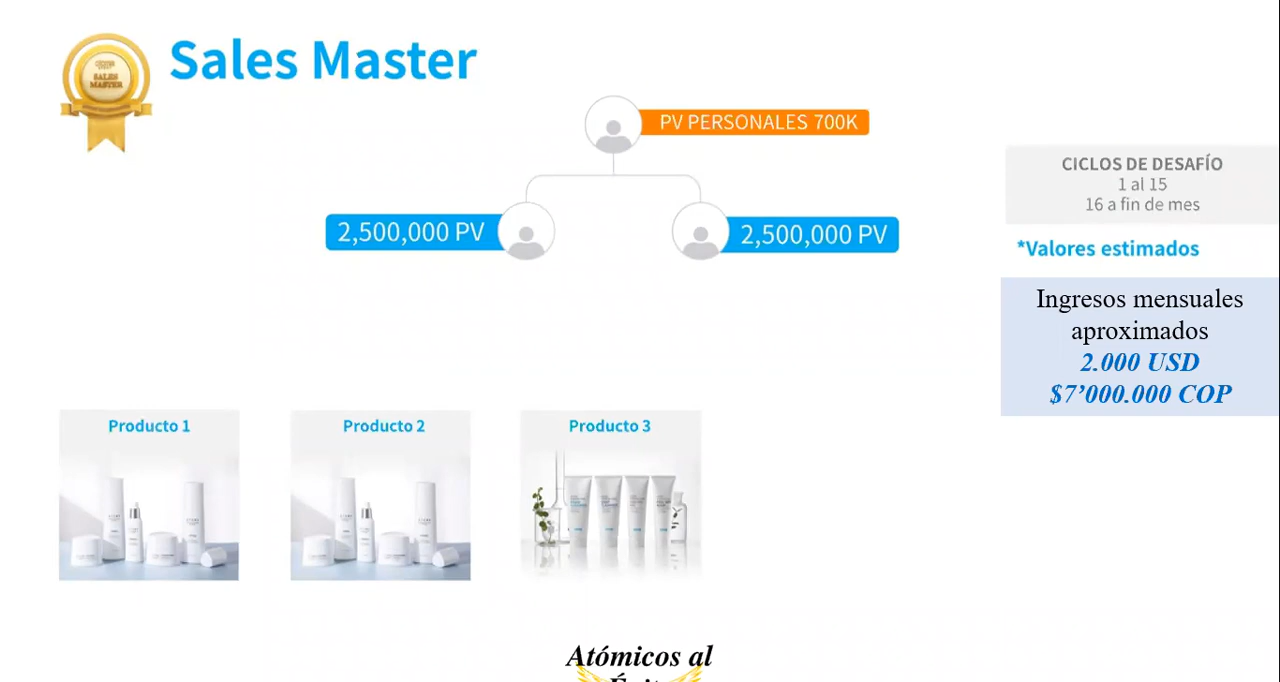 Sales Master
SALES
MASTER
PV PERSONALES 700K
2,500,000 PV
2,500,000 PV
CICLOS DE DESAFÍO
1 al 15
16 a fin de mes
*Valores estimados
Ingresos mensuales
aproximados
2.000 USD
$7’000.000 COP
Producto 1
Producto 2
Producto 3
Atómicos al